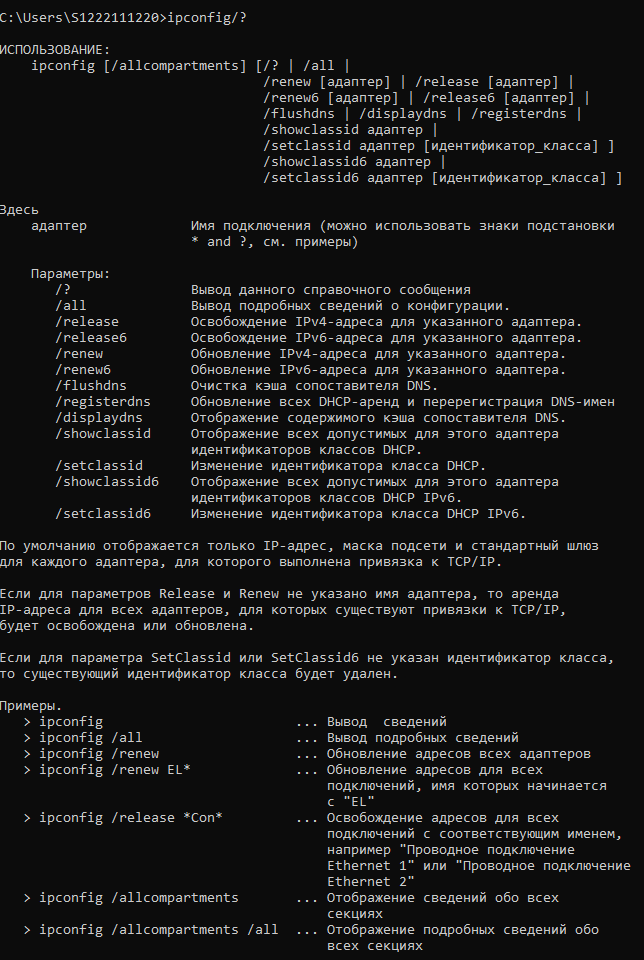 C:\Users\S1222111220>ipconfig/?
ИСПОЛЬЗОВАНИЕ:
ipconfig [/allcompartments] [/? | /all |
/renew [адаптер] | /release [адаптер] |
/renew6 [адаптер] | /release6 [адаптер] |
/flushdns | /displaydns | /registerdns |
/showclassid адаптер |
/setclassid адаптер [идентификатор_класса] ]
/showclassid6 адаптер |
/setclassid6 адаптер [идентификатор_класса] ]
Здесь
адаптер Имя подключения (можно использовать знаки подстановки
* and ?, см. примеры)
Параметры:
/? Вывод данного справочного сообщения
/all Вывод подробных сведений о конфигурации.
/release Освобождение IPv4-адреса для указанного адаптера.
/release6 Освобождение IPv6-адреса для указанного адаптера.
/renew Обновление IPv4-адреса для указанного адаптера.
/renew6 Обновление IPv6-адреса для указанного адаптера.
/flushdns Очистка кэша сопоставителя DNS.
/registerdns Обновление всех DHCP-аренд и перерегистрация DNS-имен
/displaydns Отображение содержимого кэша сопоставителя DNS.
/showclassid Отображение всех допустимых для этого адаптера
идентификаторов классов DHCP.
/setclassid Изменение идентификатора класса DHCP.
/showclassid6 Отображение всех допустимых для этого адаптера
идентификаторов классов DHCP IPv6.
/setclassid6 Изменение идентификатора класса DHCP IPv6.
По умолчанию отображается только IP-адрес, маска подсети и стандартный шлюз
для каждого адаптера, для которого выполнена привязка к TCP/IP.
Если для параметров Release и Renew не указано имя адаптера, то аренда
IP-адреса для всех адаптеров, для которых существуют привязки к TCP/IP,
будет освобождена или обновлена.
Если для параметра SetClassid или SetClassid6 не указан идентификатор класса,
то существующий идентификатор класса будет удален.
Примеры.
> ipconfig ... Вывод  сведений
> ipconfig /all ... Вывод подробных сведений
> ipconfig /renew ... Обновление адресов всех адаптеров
> ipconfig /renew EL* ... Обновление адресов для всех
подключений, имя которых начинается
с "EL"
> ipconfig /release *Con* ... Освобождение адресов для всех
подключений с соответствующим именем,
например "Проводное подключение
Ethernet 1" или "Проводное подключение
Ethernet 2"
> ipconfig /allcompartments ... Отображение сведений обо всех
секциях
> ipconfig /allcompartments /all ... Отображение подробных сведений обо
всех секциях